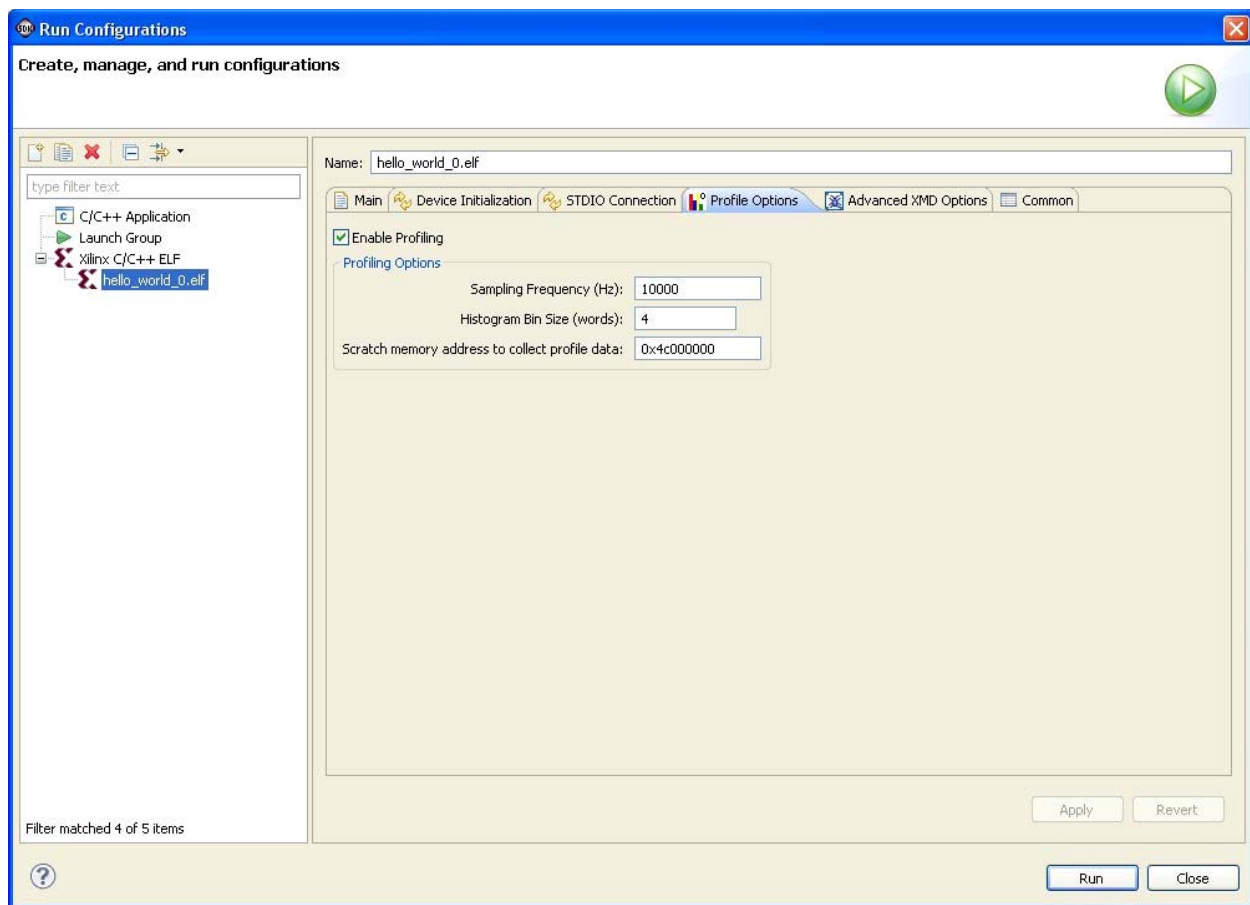 Run Configurations
Create, manage, and run configurations
type filter text
C/C++ Application
Launch Group
Xilinx C/C++ ELF
hello_world_0.elf
Filter matched 4 of 5 items
Name: hello_world_0.elf
Main Device Initialization STDIO Connection Profile Options Advanced XMD Options Common
Enable Profiling
Profiling Options
Sampling Frequency (Hz): 10000
Histogram Bin Size (words): 4
Scratch memory address to collect profile data: 0x4c000000
Apply Revert
Run Close